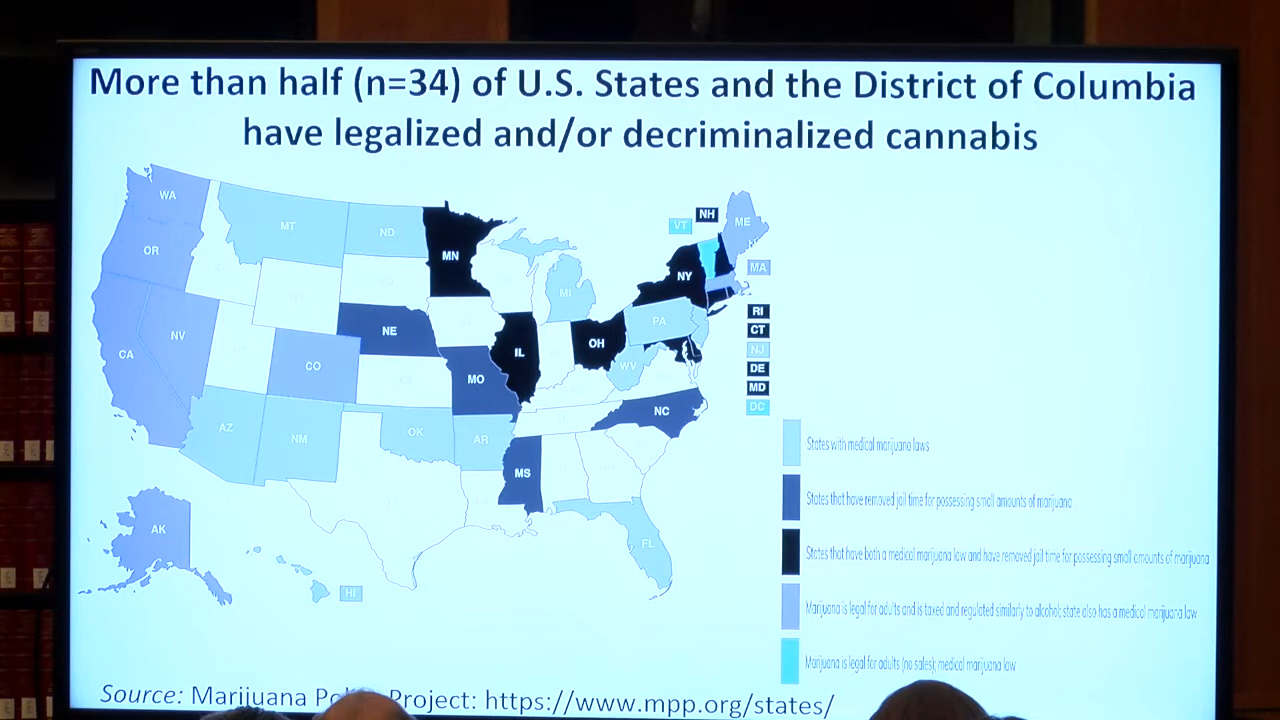 More than half (n=34) of U.S. States and the District of Columbia
have legalized and/or decriminalized cannabis
WA
MT
ND
MN
VT
NH
ME
OR
MA
NY
MI
RI
NE
PA
CT
NV
CA
CO
IL
OH
NJ
WV
DE
MO
MD
NC
DC
AZ
NM
OK
AR
MS
AK
FL
HI
States with medical marijuana laws
States that have removed jail time for possessing small amounts of marijuana
States that have both a medical marijuana law and have removed jail time for possessing small amounts of marijuana
Marijuana is legal for adults and is taxed and regulated similarly to alcohol; state also has a medical marijuana law
Marijuana is legal for adults (no sales); medical marijuana law
Source: Marijuana Project: https://www.mpp.org/states/